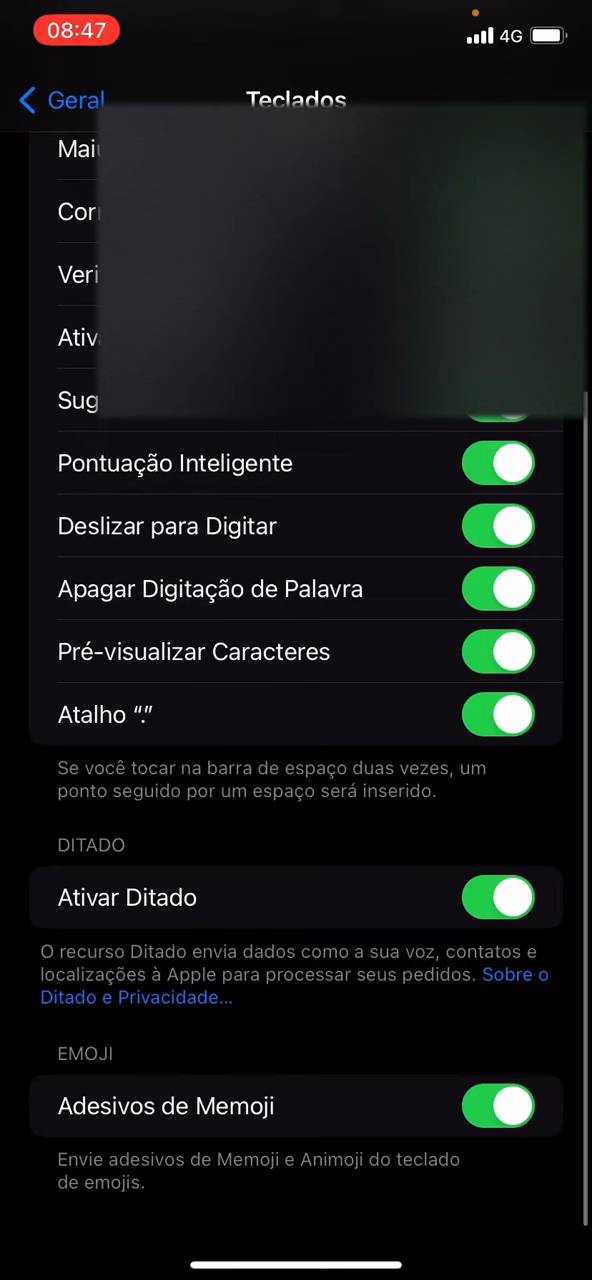 08:47
4G
Geral
Teclados
Pontuação Inteligente
Deslizar para Digitar
Apagar Digitação de Palavra
Pré-visualizar Caracteres
Atalho “.”
Se você tocar na barra de espaço duas vezes, um
ponto seguido por um espaço será inserido.
DITADO
Ativar Ditado
O recurso Ditado envia dados como a sua voz, contatos e
localizações à Apple para processar seus pedidos. Sobre o
Ditado e Privacidade...
EMOJI
Adesivos de Memoji
Envie adesivos de Memoji e Animoji do teclado
de emojis.